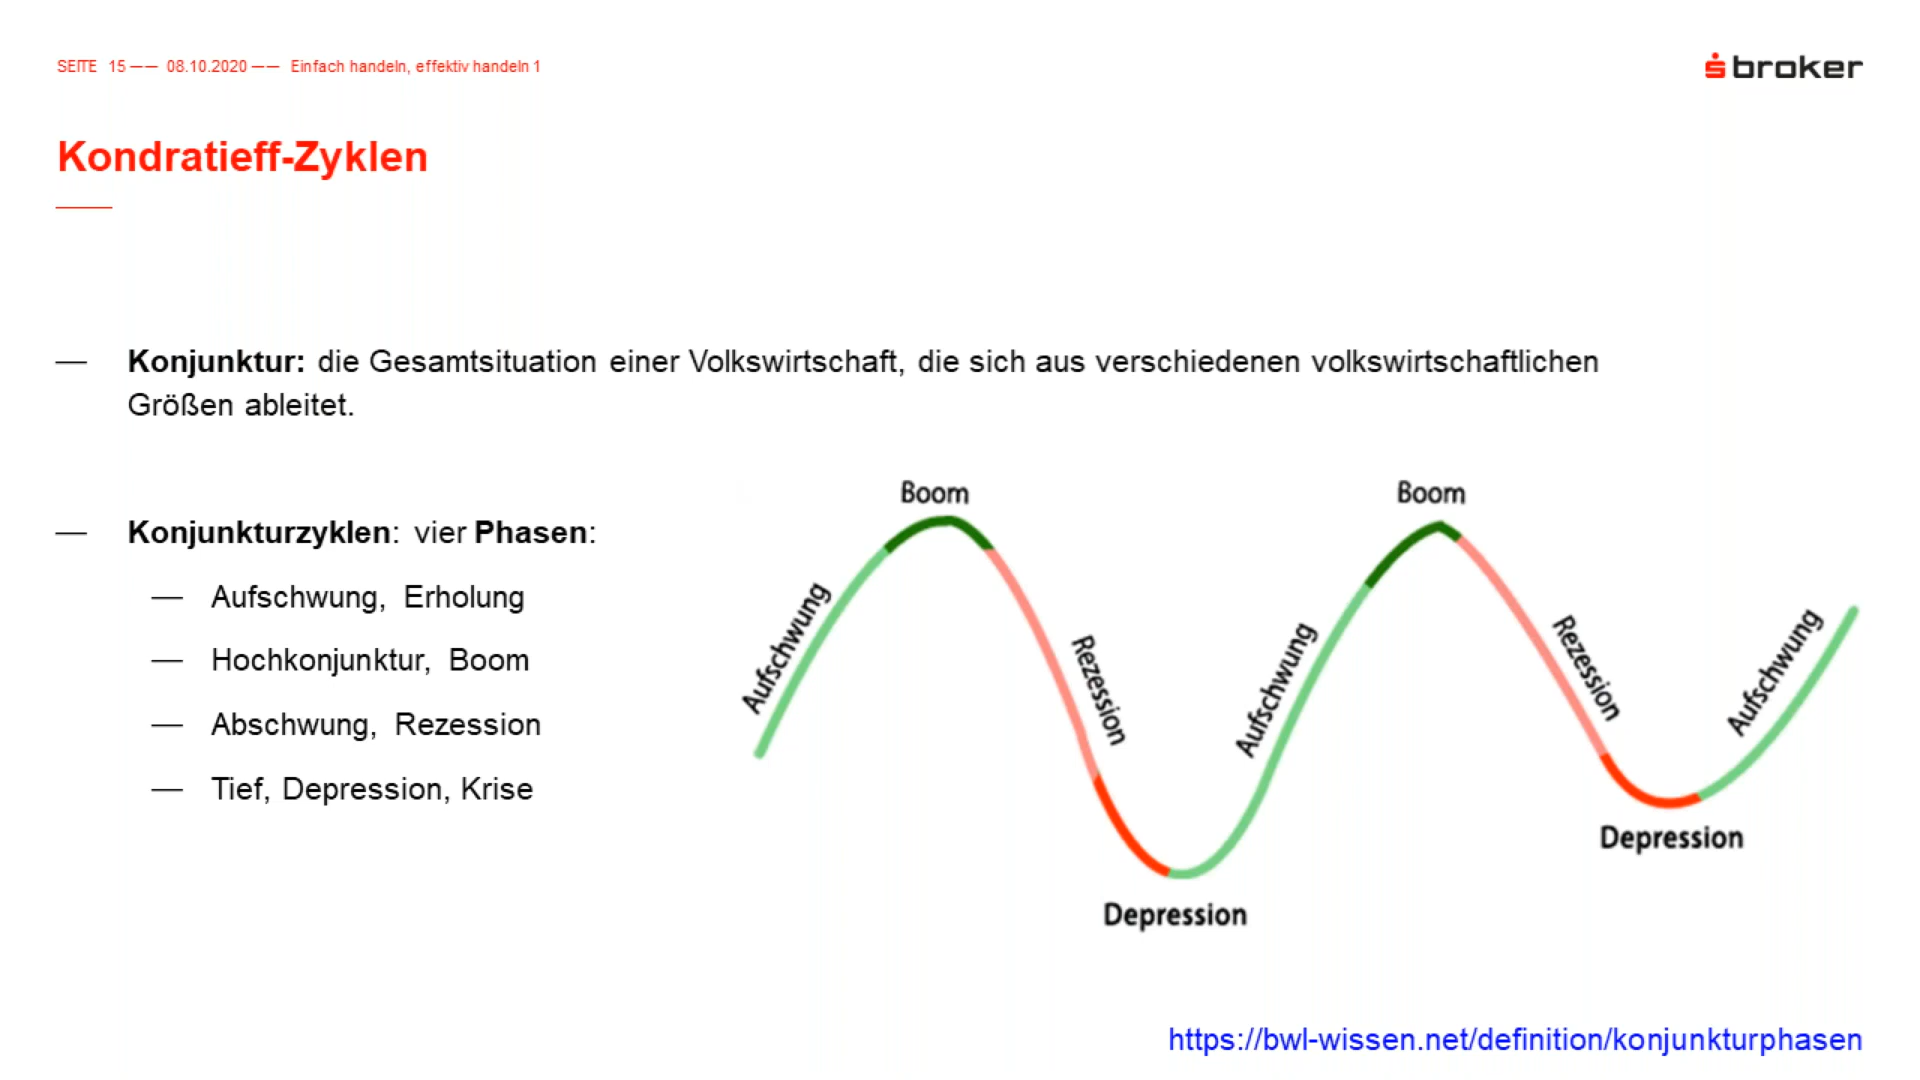 SEITE 15 —— 08.10.2020 —— Einfach handeln, effektiv handeln 1
broker
Kondratieff-Zyklen
— Konjunktur: die Gesamtsituation einer Volkswirtschaft, die sich aus verschiedenen volkswirtschaftlichen
Größen ableitet.
— Konjunkturzyklen: vier Phasen:
— Aufschwung, Erholung
— Hochkonjunktur, Boom
— Abschwung, Rezession
— Tief, Depression, Krise
Boom
Boom
Aufschwung
Rezession
Aufschwung
Rezession
Aufschwung
Depression
Depression
https://bwl-wissen.net/definition/konjunkturphasen